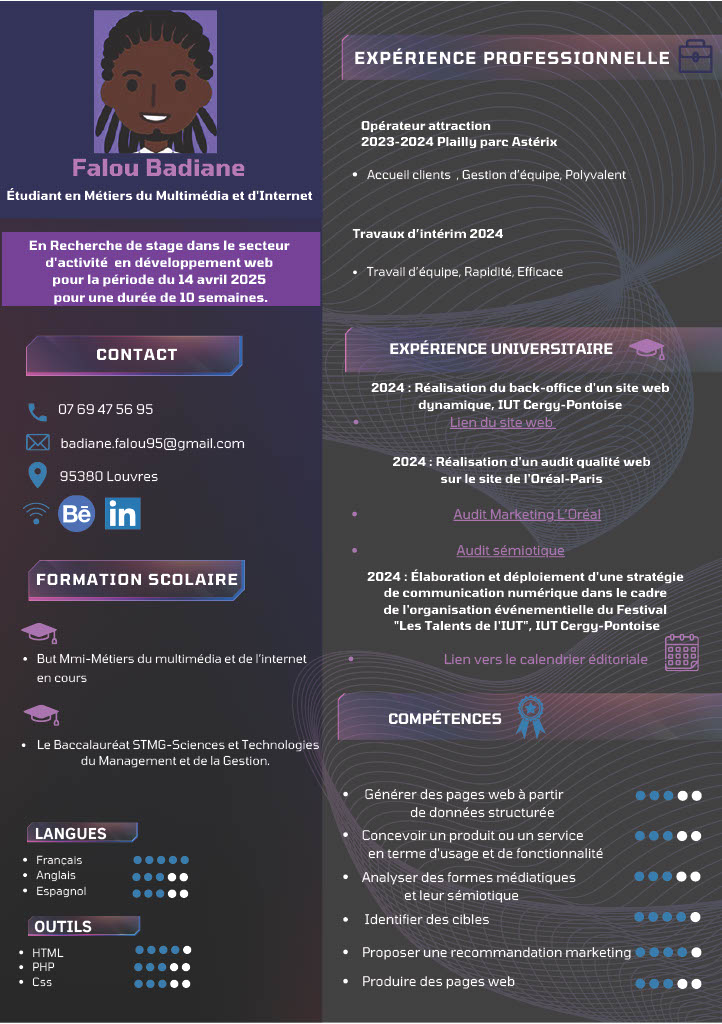 Falou Badiane
Étudiant en Métiers du Multimédia et d'Internet
En Recherche de stage dans le secteur
d'activité en développement web
pour la période du 14 avril 2025
pour une durée de 10 semaines.
CONTACT
07 69 47 56 95
badiane.falou95@gmail.com
95380 Louvres
Bē in
FORMATION SCOLAIRE
• But Mmi-Métiers du multimédia et de l'internet
en cours
• Le Baccalauréat STMG-Sciences et Technologies
du Management et de la Gestion.
LANGUES
• Français
• Anglais
• Espagnol
OUTILS
• HTML
• PHP
• Css
EXPÉRIENCE PROFESSIONNELLE
Opérateur attraction
2023-2024 Plailly parc Astérix
• Accueil clients , Gestion d'équipe, Polyvalent
Travaux d'intérim 2024
• Travail d'équipe, Rapidité, Efficace
EXPÉRIENCE UNIVERSITAIRE
2024 : Réalisation du back-office d'un site web
dynamique, IUT Cergy-Pontoise
• Lien du site web
2024 : Réalisation d'un audit qualité web
sur le site de l'Oréal-Paris
• Audit Marketing L'Oréal
• Audit sémiotique
2024 : Élaboration et déploiement d'une stratégie
de communication numérique dans le cadre
de l'organisation événementielle du Festival
"Les Talents de l'IUT", IUT Cergy-Pontoise
• Lien vers le calendrier éditoriale
COMPÉTENCES
• Générer des pages web à partir
de données structurée
• Concevoir un produit ou un service
en terme d'usage et de fonctionnalité
• Analyser des formes médiatiques
et leur sémiotique
• Identifier des cibles
• Proposer une recommandation marketing
• Produire des pages web